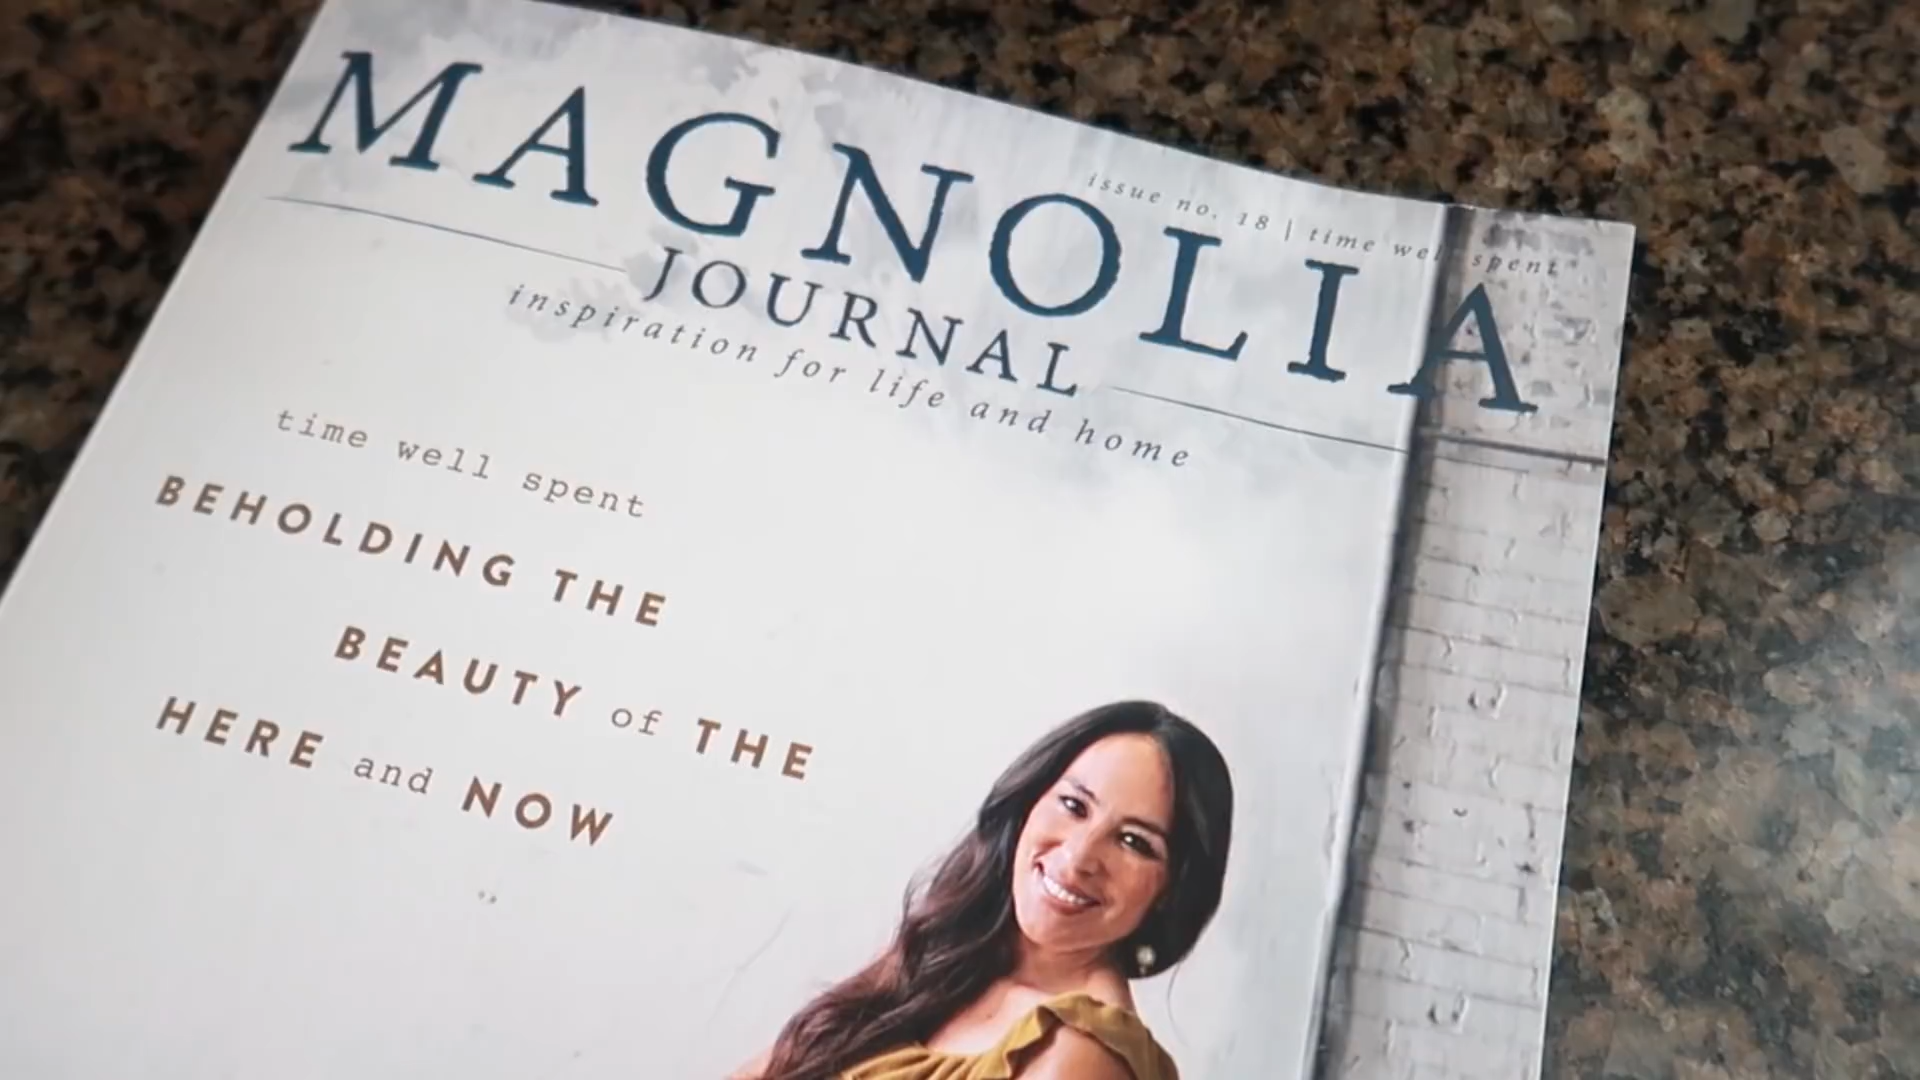 issue no. 18 | time well spent
MAGNOLIA
JOURNAL
inspiration for life and home
time well spent
BEHOLDING THE
BEAUTY of THE
HERE and NOW